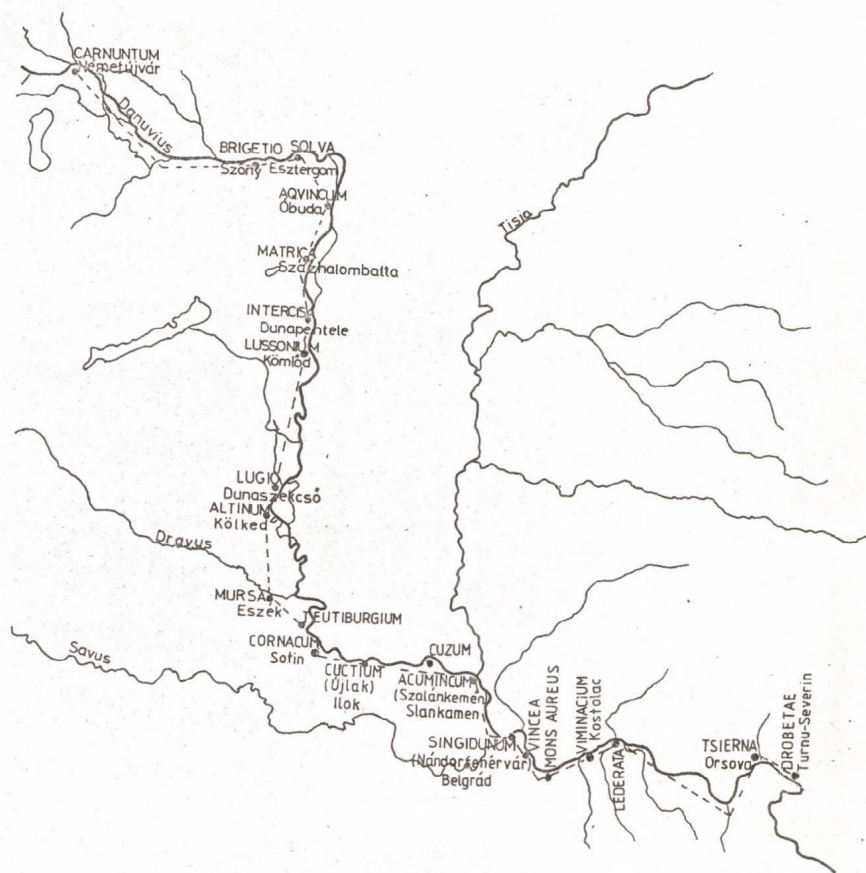 CARNUNTUM
Németújvár
Danuvius
BRIGETIO
SOLVA
Szőny
Esztergom
AQVINCUM
Óbuda
Tisia
MATRICA
Százhalombatta
INTERCIS
Dunapentele
LUSSONIUM
Kömlőd
LUGIO
Dunaszekcső
ALTINUM
Kölked
Dravus
MURSA
Eszék
TEUTIBURGIUM
CORNACUM
Sotin
Savus
CUCTIUM
(Újlak)
Ilok
CUZUM
ACUMINCUM
(Szalánkemén)
Slankamen
SINGIDUNUM
(Nándorfehérvár)
Belgrád
VINCEA
MONS AUREUS
VIMINACIUM
Kostolac
LEDERATA
TSIERNA
Orsova
DROBETAE
Turnu-Severin